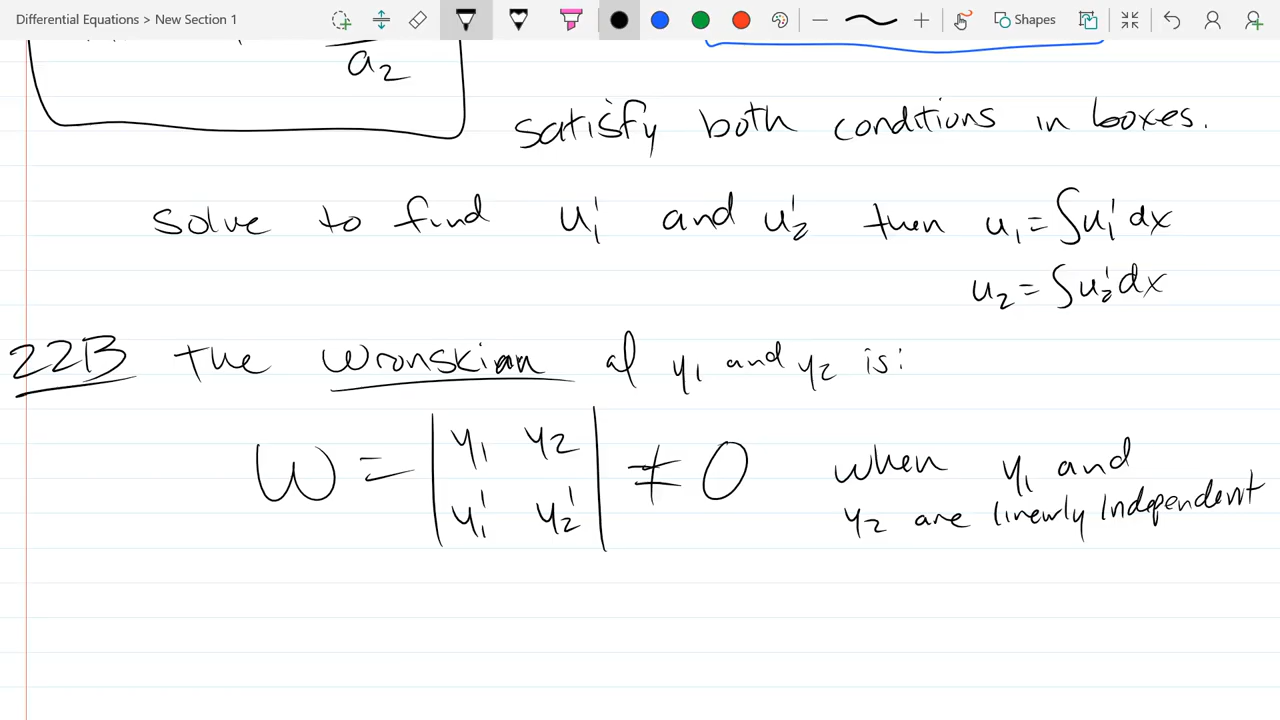 Differential Equations > New Section 1
Shapes
a₂
satisfy both conditions in boxes.
solve to find u₁' and u₂' then u₁ = ∫u₁' dx
u₂ = ∫u₂' dx
22B the Wronskian of y₁ and y₂ is:
W = | y₁ y₂ | ≠ 0 when y₁ and
| y₁' y₂' | y₂ are linearly independent